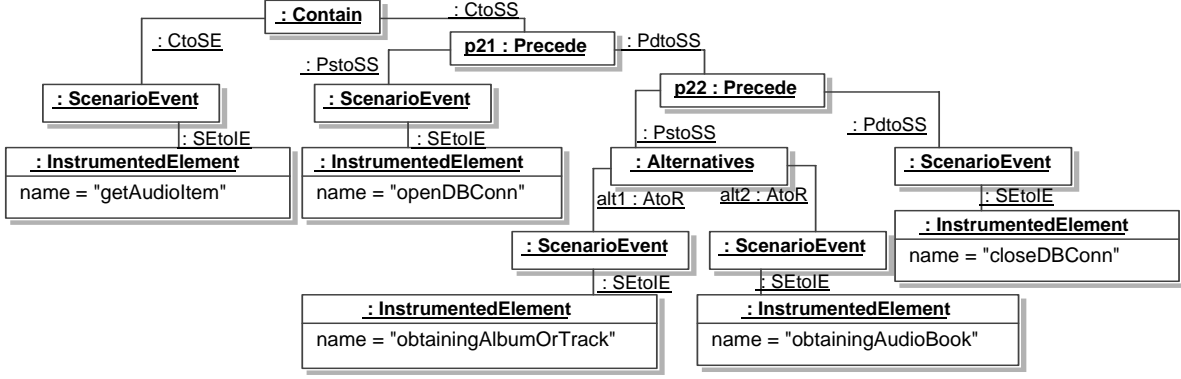 : Contain
: CtoSS
: CtoSE
p21 : Precede
: PdtoSS
: PstoSS
: ScenarioEvent
: ScenarioEvent
p22 : Precede
: PdtoSS
: SEtoIE
: SEtoIE
: PstoSS
: InstrumentedElement
name = "getAudioItem"
: InstrumentedElement
name = "openDBConn"
: Alternatives
: ScenarioEvent
alt1 : AtoR
alt2 : AtoR
: SEtoIE
: ScenarioEvent
: ScenarioEvent
: InstrumentedElement
name = "closeDBConn"
: SEtoIE
: SEtoIE
: InstrumentedElement
name = "obtainingAlbumOrTrack"
: InstrumentedElement
name = "obtainingAudioBook"